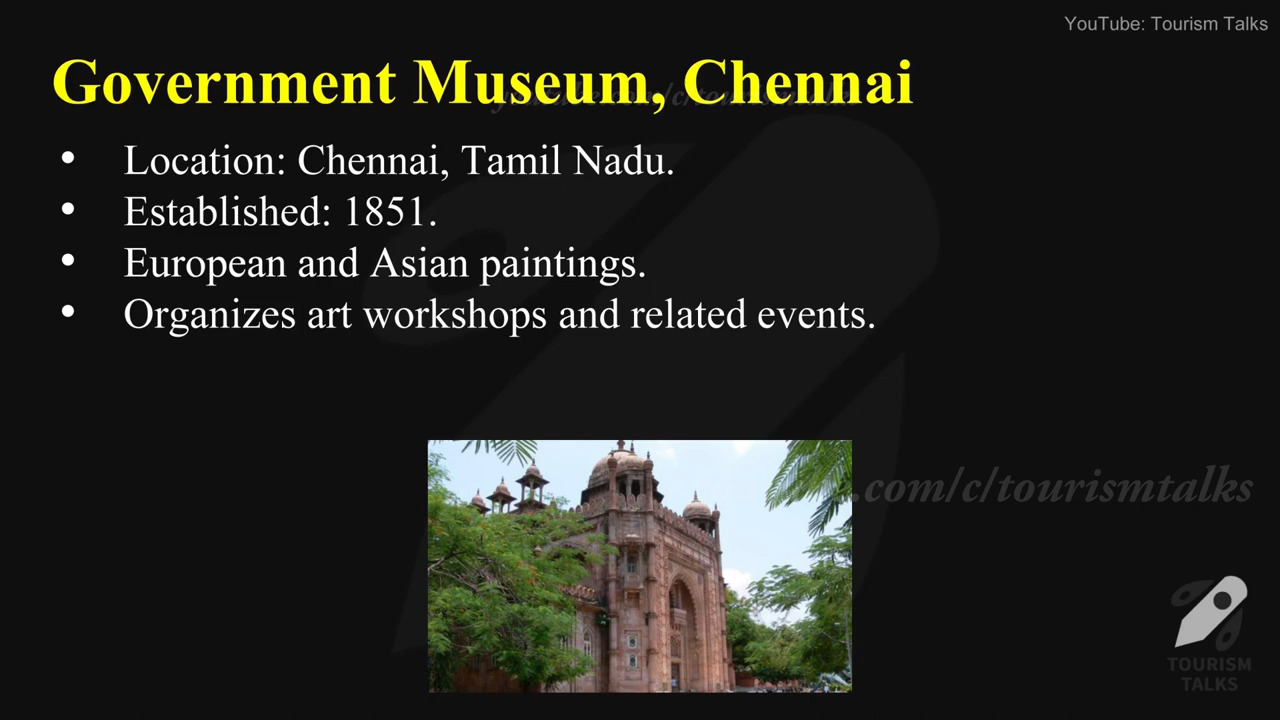 YouTube: Tourism Talks
Government Museum, Chennai
• Location: Chennai, Tamil Nadu.
• Established: 1851.
• European and Asian paintings.
• Organizes art workshops and related events.
.com/c/tourismtalks
TOURISM
TALKS